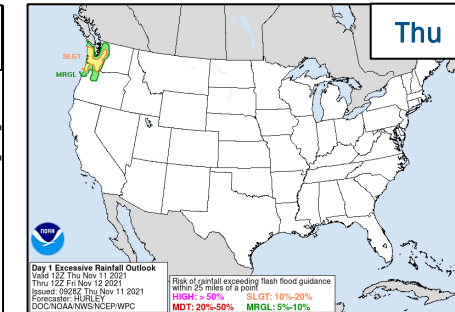 Thu
SLGT
MRGL
NOAA
Day 1 Excessive Rainfall Outlook
Valid 12Z Thu Nov 11 2021
Thru 12Z Fri Nov 12 2021
Issued: 0928Z Thu Nov 11 2021
Forecaster: HURLEY
DOC/NOAA/NWS/NCEP/WPC
Risk of rainfall exceeding flash flood guidance
within 25 miles of a point
HIGH: > 50% SLGT: 10%-20%
MDT: 20%-50% MRGL: 5%-10%